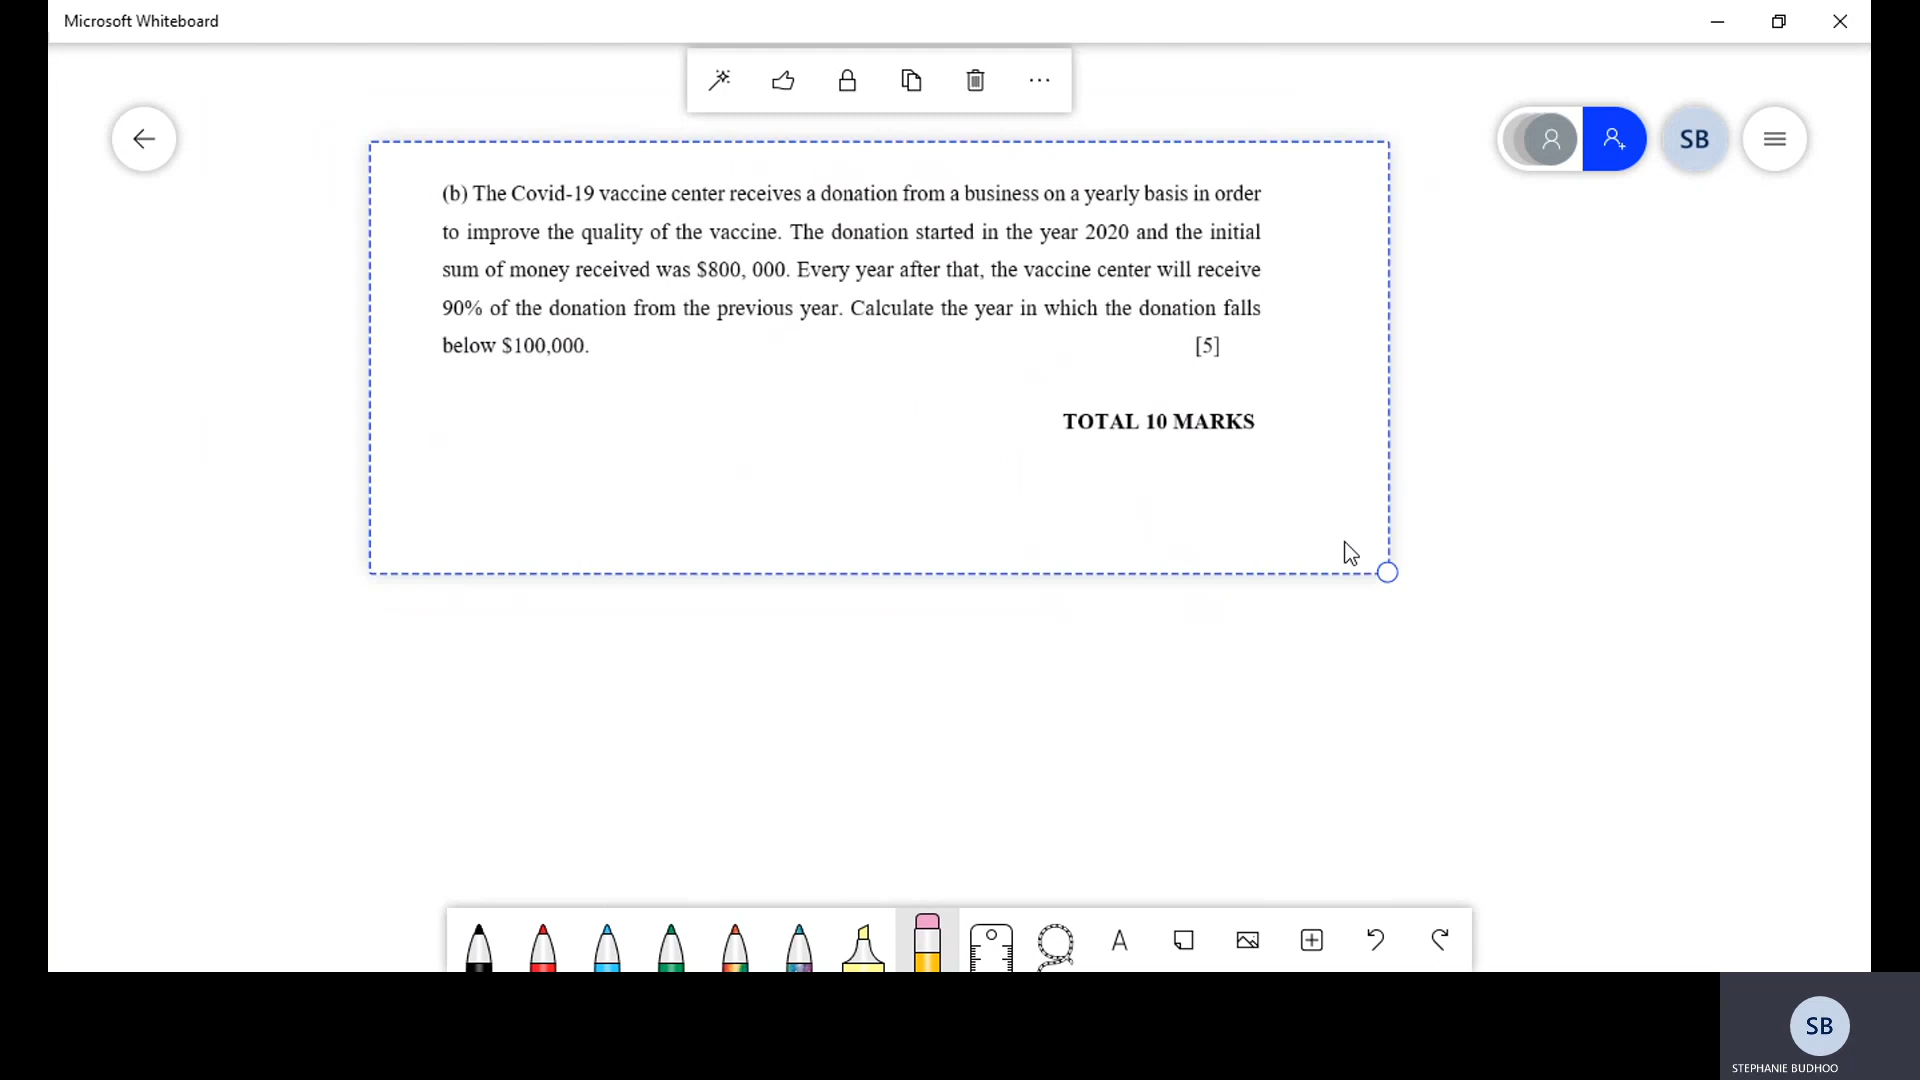 Microsoft Whiteboard
SB
(b) The Covid-19 vaccine center receives a donation from a business on a yearly basis in order
to improve the quality of the vaccine. The donation started in the year 2020 and the initial
sum of money received was $800, 000. Every year after that, the vaccine center will receive
90% of the donation from the previous year. Calculate the year in which the donation falls
below $100,000. [5]
TOTAL 10 MARKS
SB
STEPHANIE BUDHOO